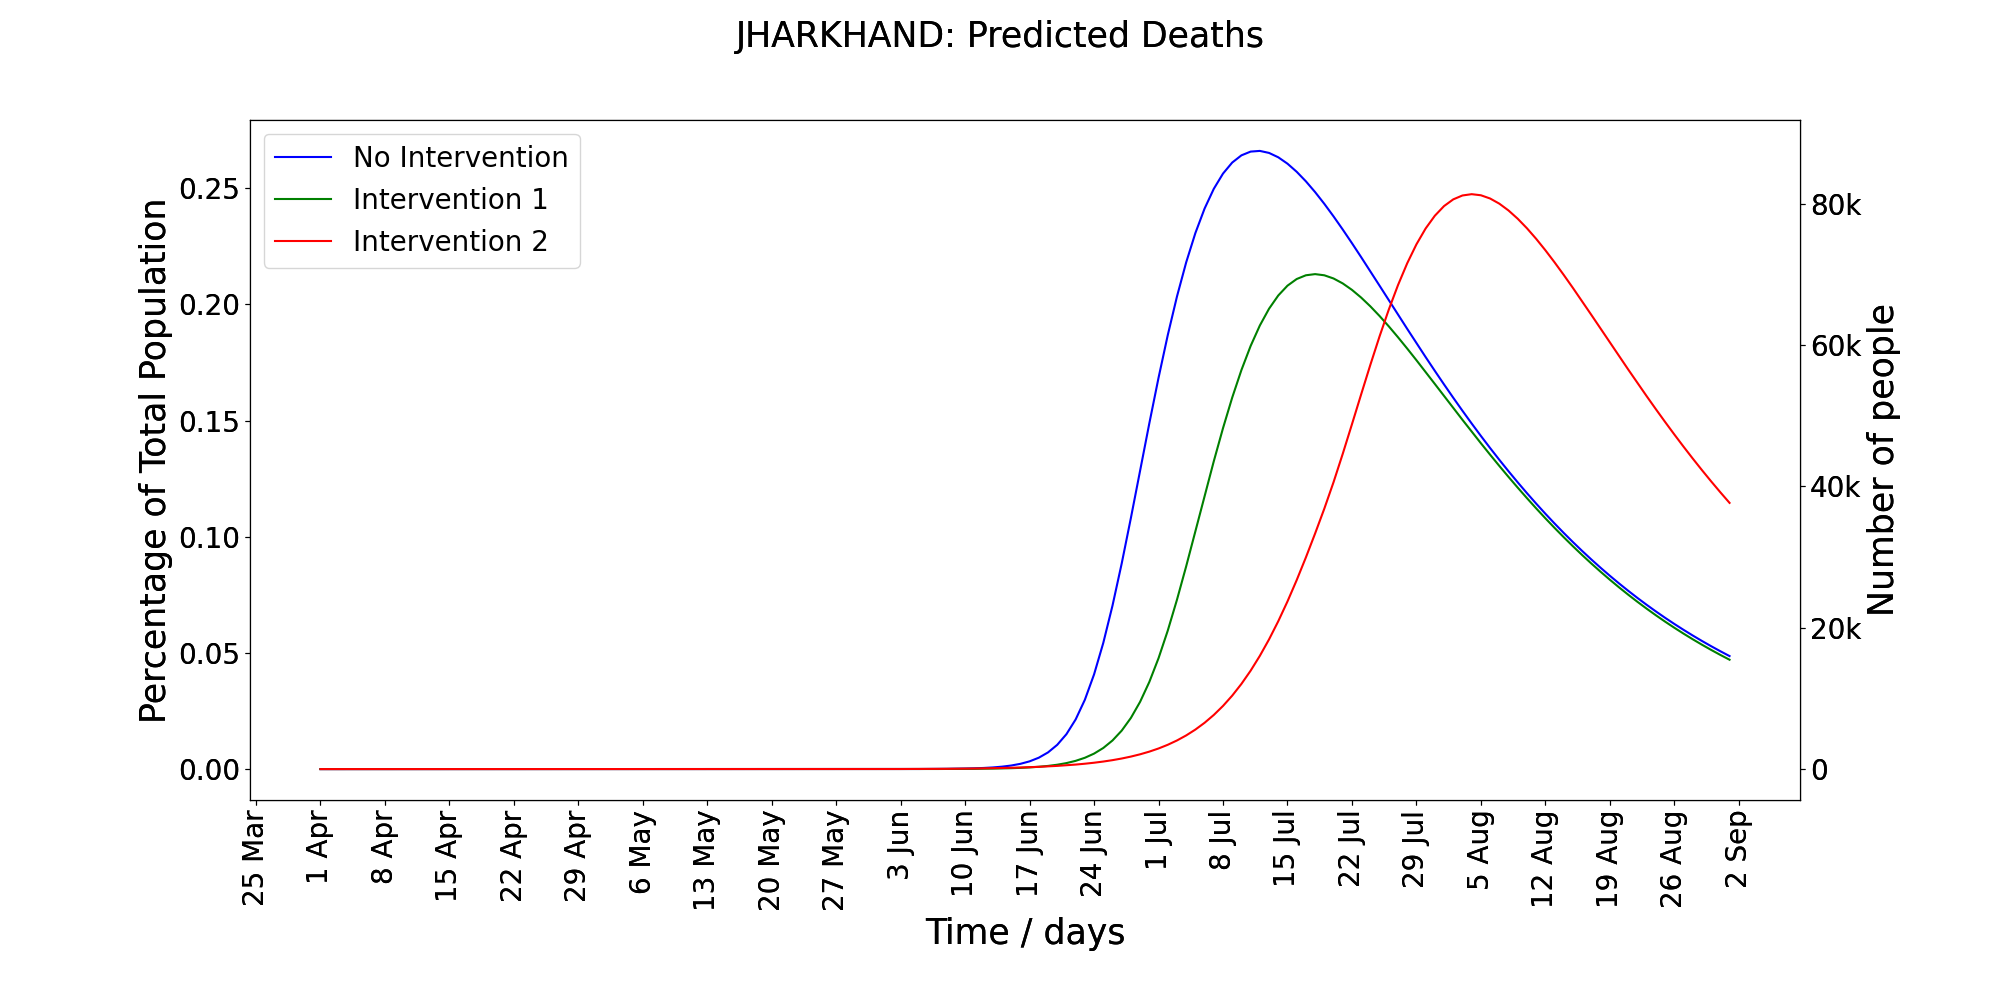 JHARKHAND: Predicted Deaths
No Intervention
Intervention 1
Intervention 2
Percentage of Total Population
0.25
0.20
0.15
0.10
0.05
0.00
80k
60k
40k
20k
0
Number of people
25 Mar
1 Apr
8 Apr
15 Apr
22 Apr
29 Apr
6 May
13 May
20 May
27 May
3 Jun
10 Jun
17 Jun
24 Jun
1 Jul
8 Jul
15 Jul
22 Jul
29 Jul
5 Aug
12 Aug
19 Aug
26 Aug
2 Sep
Time / days